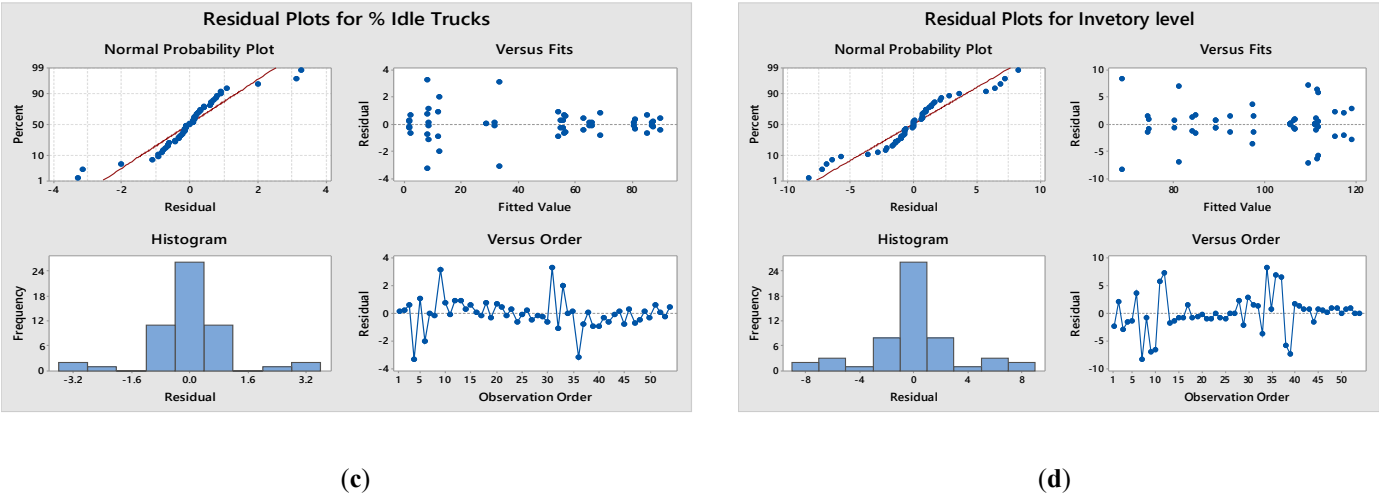 Residual Plots for % Idle Trucks
Normal Probability Plot
99
90
50
10
1
Percent
-4 -2 0 2 4
Residual
Versus Fits
4
2
0
-2
-4
Residual
0 20 40 60 80
Fitted Value
Histogram
24
18
12
6
0
Frequency
-3.2 -1.6 0.0 1.6 3.2
Residual
Versus Order
4
2
0
-2
-4
Residual
1 5 10 15 20 25 30 35 40 45 50
Observation Order
(c)
Residual Plots for Invetory level
Normal Probability Plot
99
90
50
10
1
Percent
-10 -5 0 5 10
Residual
Versus Fits
10
5
0
-5
-10
Residual
80 100 120
Fitted Value
Histogram
24
18
12
6
0
Frequency
-8 -4 0 4 8
Residual
Versus Order
10
5
0
-5
-10
Residual
1 5 10 15 20 25 30 35 40 45 50
Observation Order
(d)